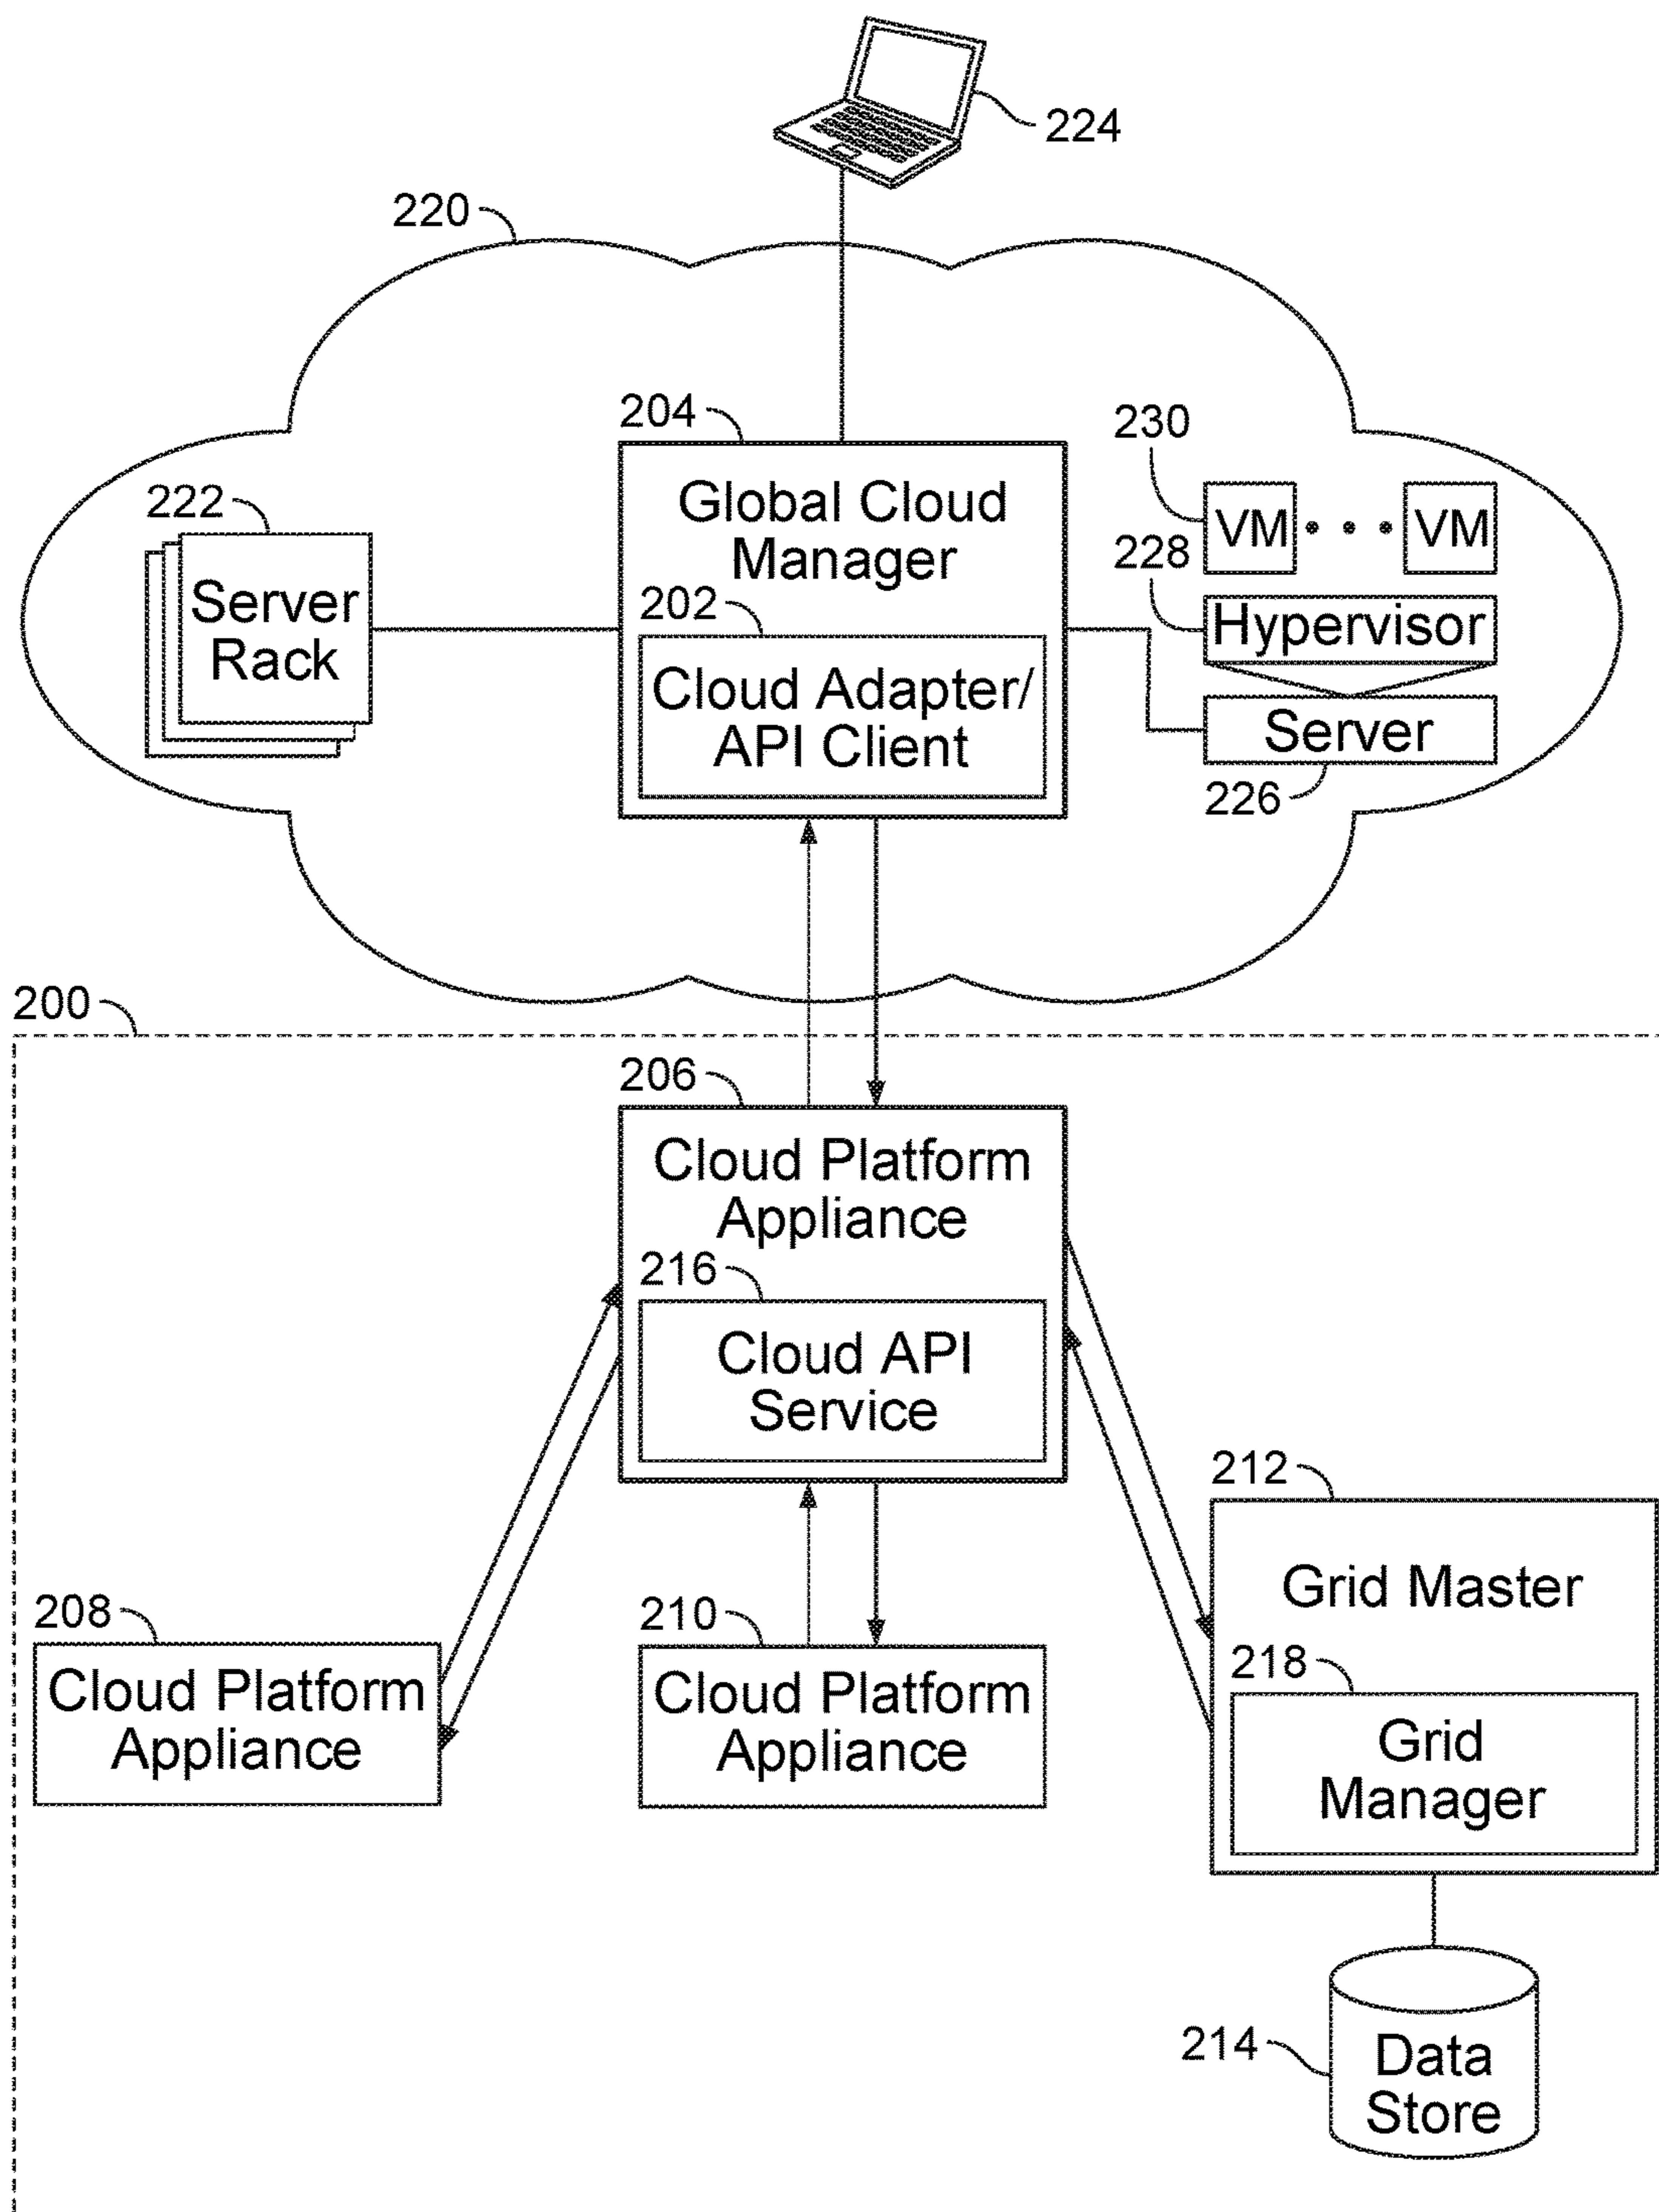 224
220
204
Global Cloud
Manager
202
Cloud Adapter/
API Client
222
Server
Rack
230
VM • • • VM
228
Hypervisor
Server
226
200
206
Cloud Platform
Appliance
216
Cloud API
Service
212
Grid Master
218
Grid
Manager
208
Cloud Platform
Appliance
210
Cloud Platform
Appliance
214
Data
Store